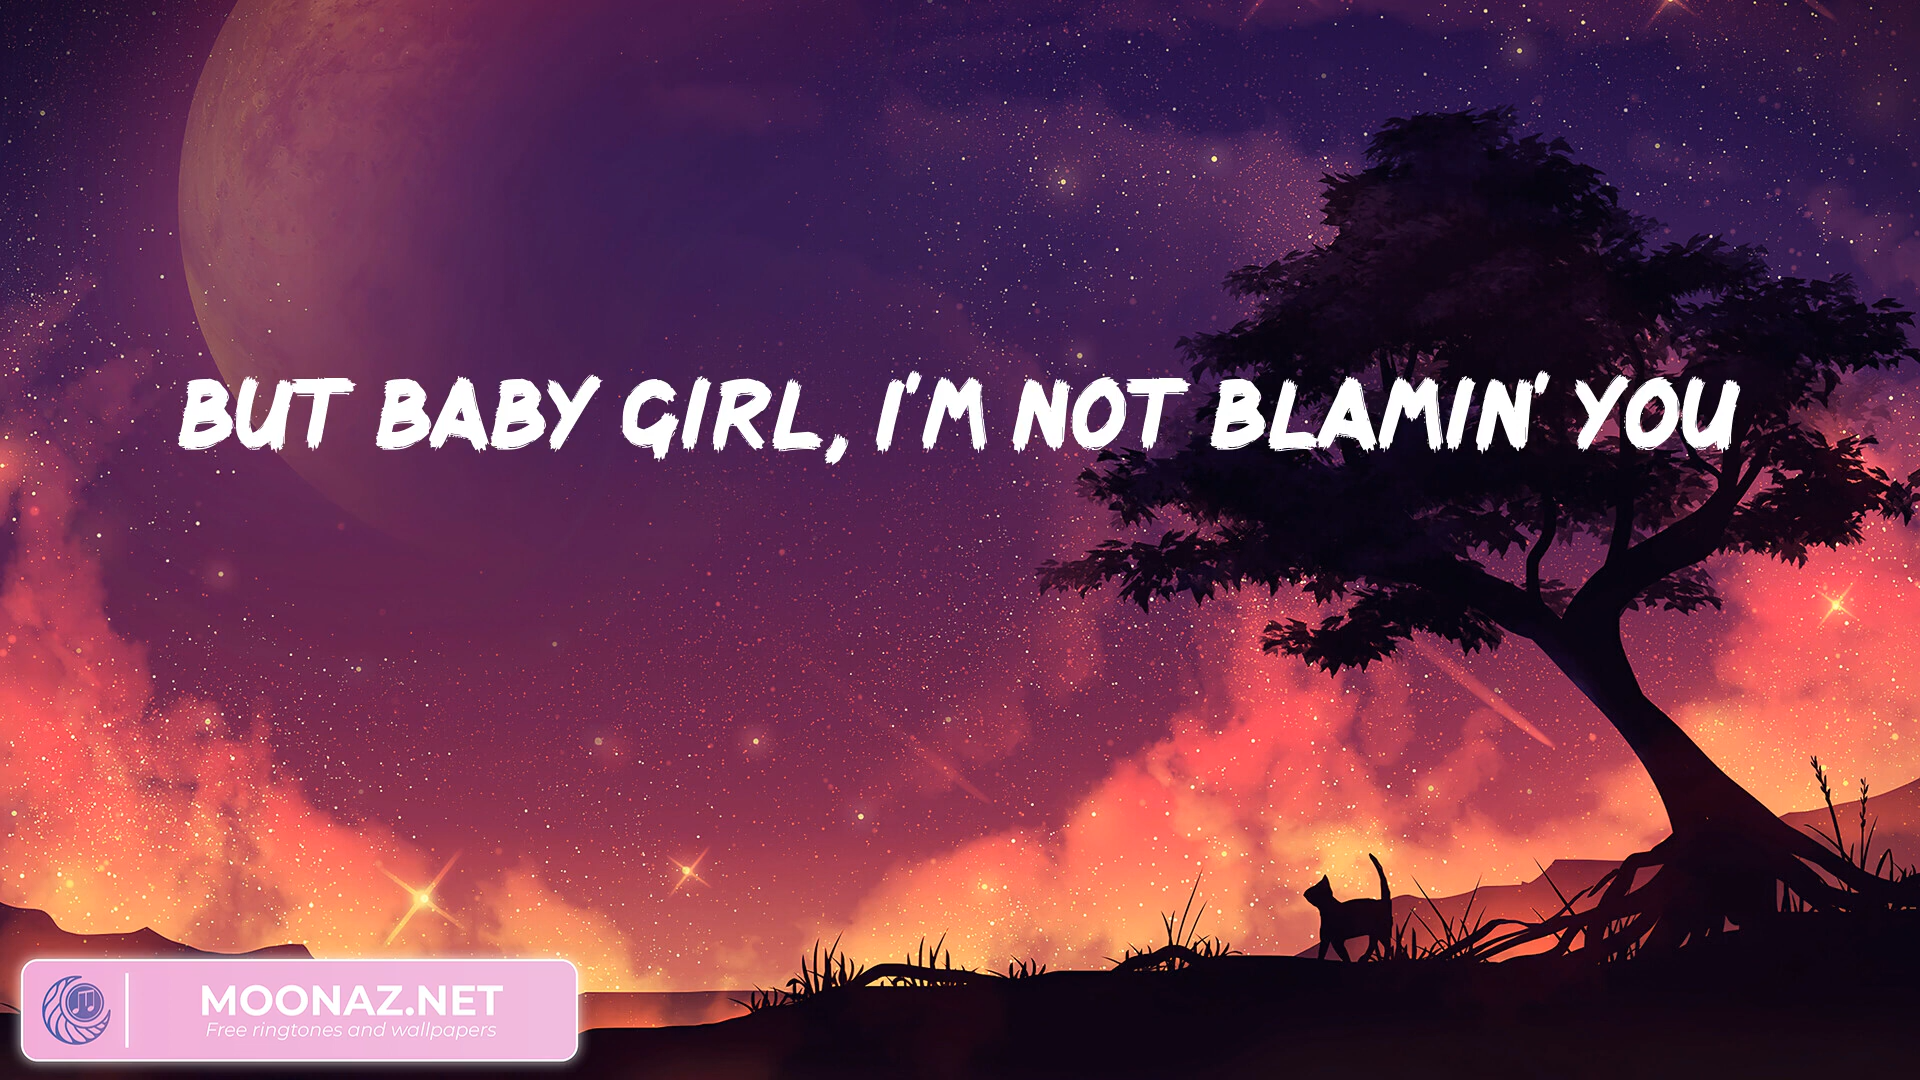 BUT BABY GIRL, I'M NOT BLAMIN' YOU
MOONAZ.NET
Free ringtones and wallpapers